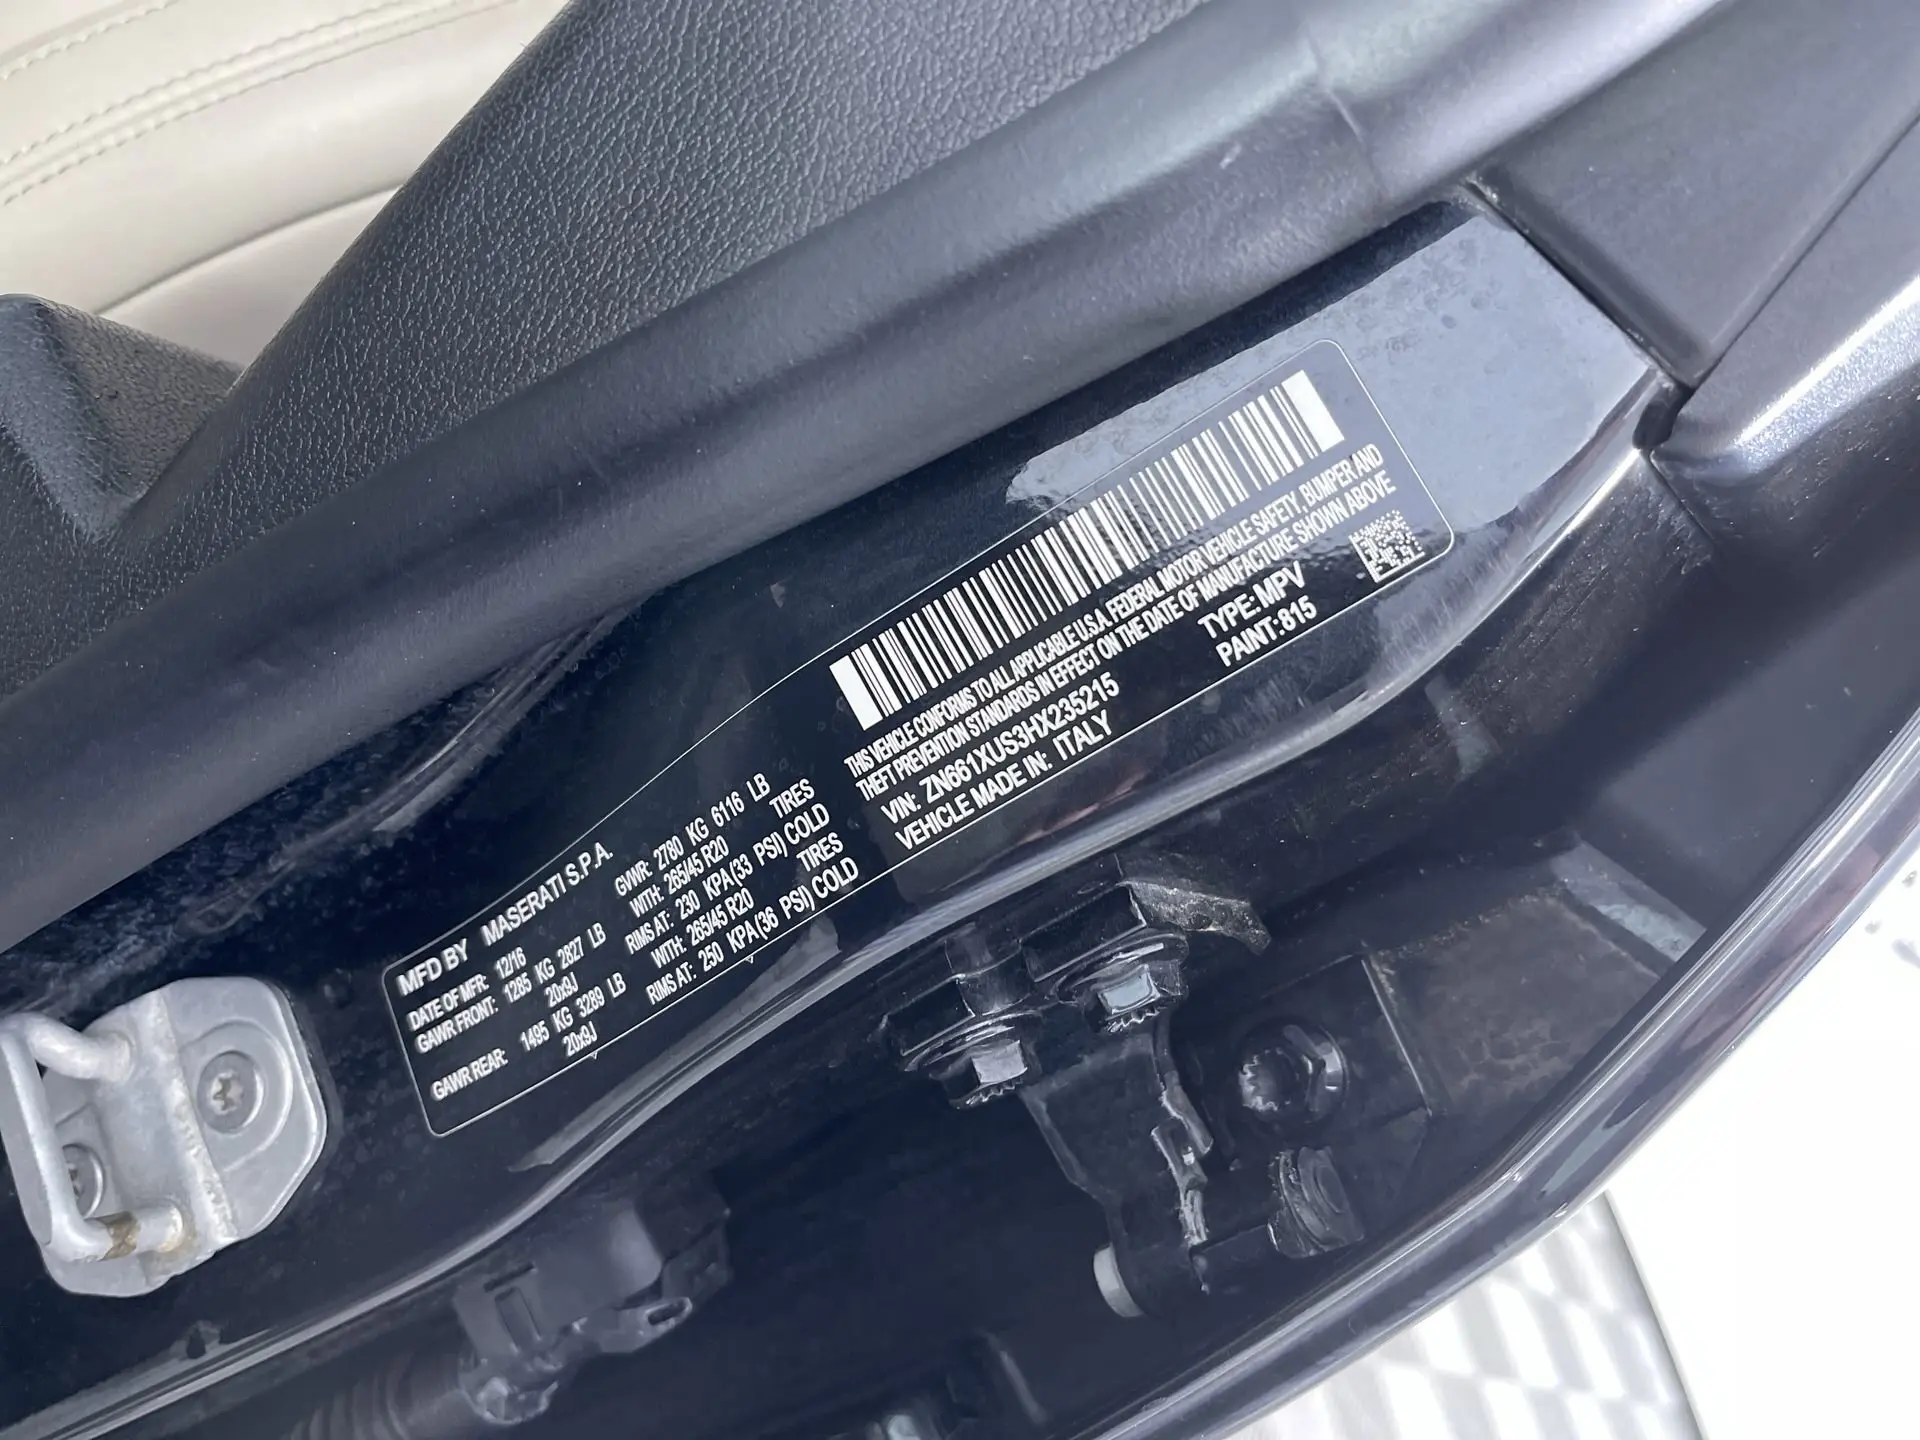 MFD BY MASERATI S.P.A.
DATE OF MFR: 12/16
GAWR FRONT: 1285 KG 2827 LB GVWR: 2780 KG 6116 LB
20x9J WITH: 265/45 R20 TIRES
RIMS AT: 230 KPA (33 PSI) COLD
GAWR REAR: 1495 KG 3289 LB WITH: 265/45 R20 TIRES
20x9J RIMS AT: 250 KPA (36 PSI) COLD
THIS VEHICLE CONFORMS TO ALL APPLICABLE U.S.A. FEDERAL MOTOR VEHICLE SAFETY, BUMPER AND
THEFT PREVENTION STANDARDS IN EFFECT ON THE DATE OF MANUFACTURE SHOWN ABOVE
VIN: ZN661XUS3HX235215 TYPE: MPV
VEHICLE MADE IN: ITALY PAINT: 815